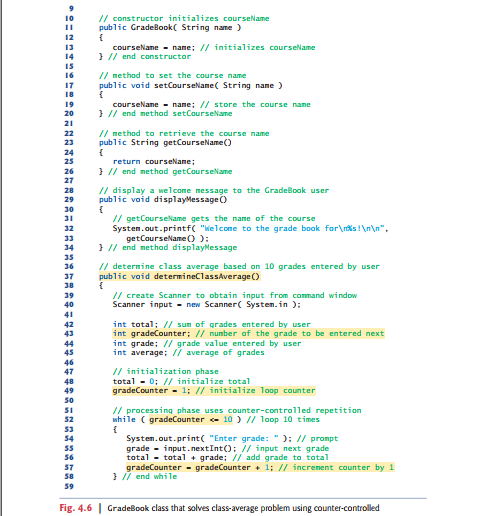 9
10 // constructor initializes courseName
11 public GradeBook( String name )
12 {
13 courseName = name; // initializes courseName
14 } // end constructor
15
16 // method to set the course name
17 public void setCourseName( String name )
18 {
19 courseName = name; // store the course name
20 } // end method setCourseName
21
22 // method to retrieve the course name
23 public String getCourseName()
24 {
25 return courseName;
26 } // end method getCourseName
27
28 // display a welcome message to the GradeBook user
29 public void displayMessage()
30 {
31 // getCourseName gets the name of the course
32 System.out.printf( "Welcome to the grade book for\n%s!\n\n",
33 getCourseName() );
34 } // end method displayMessage
35
36 // determine class average based on 10 grades entered by user
37 public void determineClassAverage()
38 {
39 // create Scanner to obtain input from command window
40 Scanner input = new Scanner( System.in );
41
42 int total; // sum of grades entered by user
43 int gradeCounter; // number of the grade to be entered next
44 int grade; // grade value entered by user
45 int average; // average of grades
46
47 // initialization phase
48 total = 0; // initialize total
49 gradeCounter = 1; // initialize loop counter
50
51 // processing phase uses counter-controlled repetition
52 while ( gradeCounter <= 10 ) // loop 10 times
53 {
54 System.out.print( "Enter grade: " ); // prompt
55 grade = input.nextInt(); // input next grade
56 total = total + grade; // add grade to total
57 gradeCounter = gradeCounter + 1; // increment counter by 1
58 } // end while
59
Fig. 4.6 | GradeBook class that solves class-average problem using counter-controlled